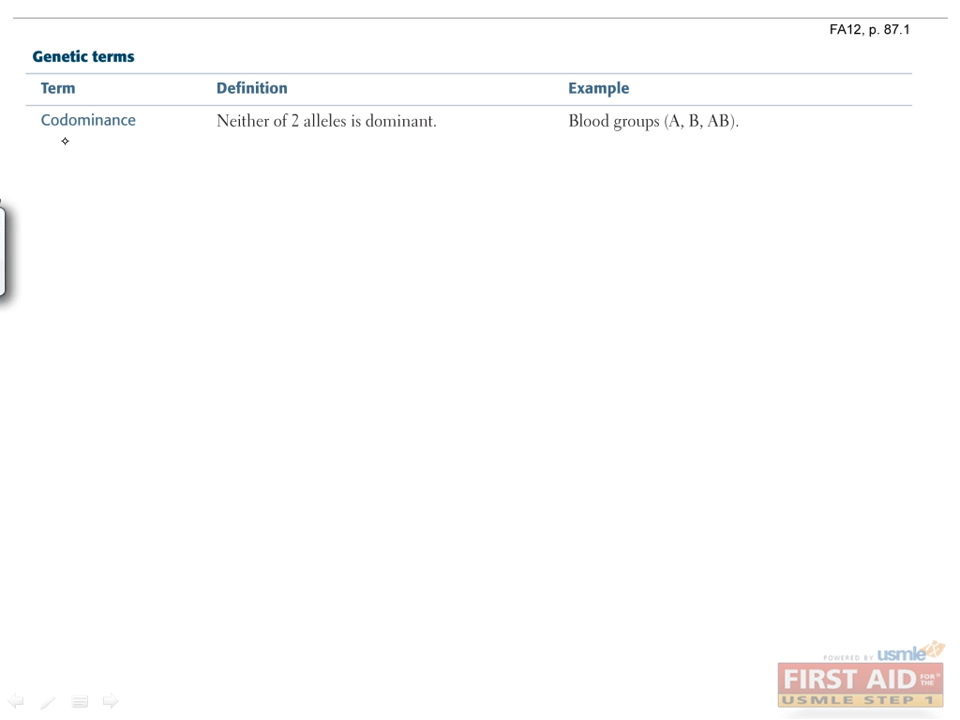 FA12, p. 87.1
Genetic terms
Term Definition Example
Codominance Neither of 2 alleles is dominant. Blood groups (A, B, AB).
POWERED BY usmle
FIRST AID FOR THE
USMLE STEP 1